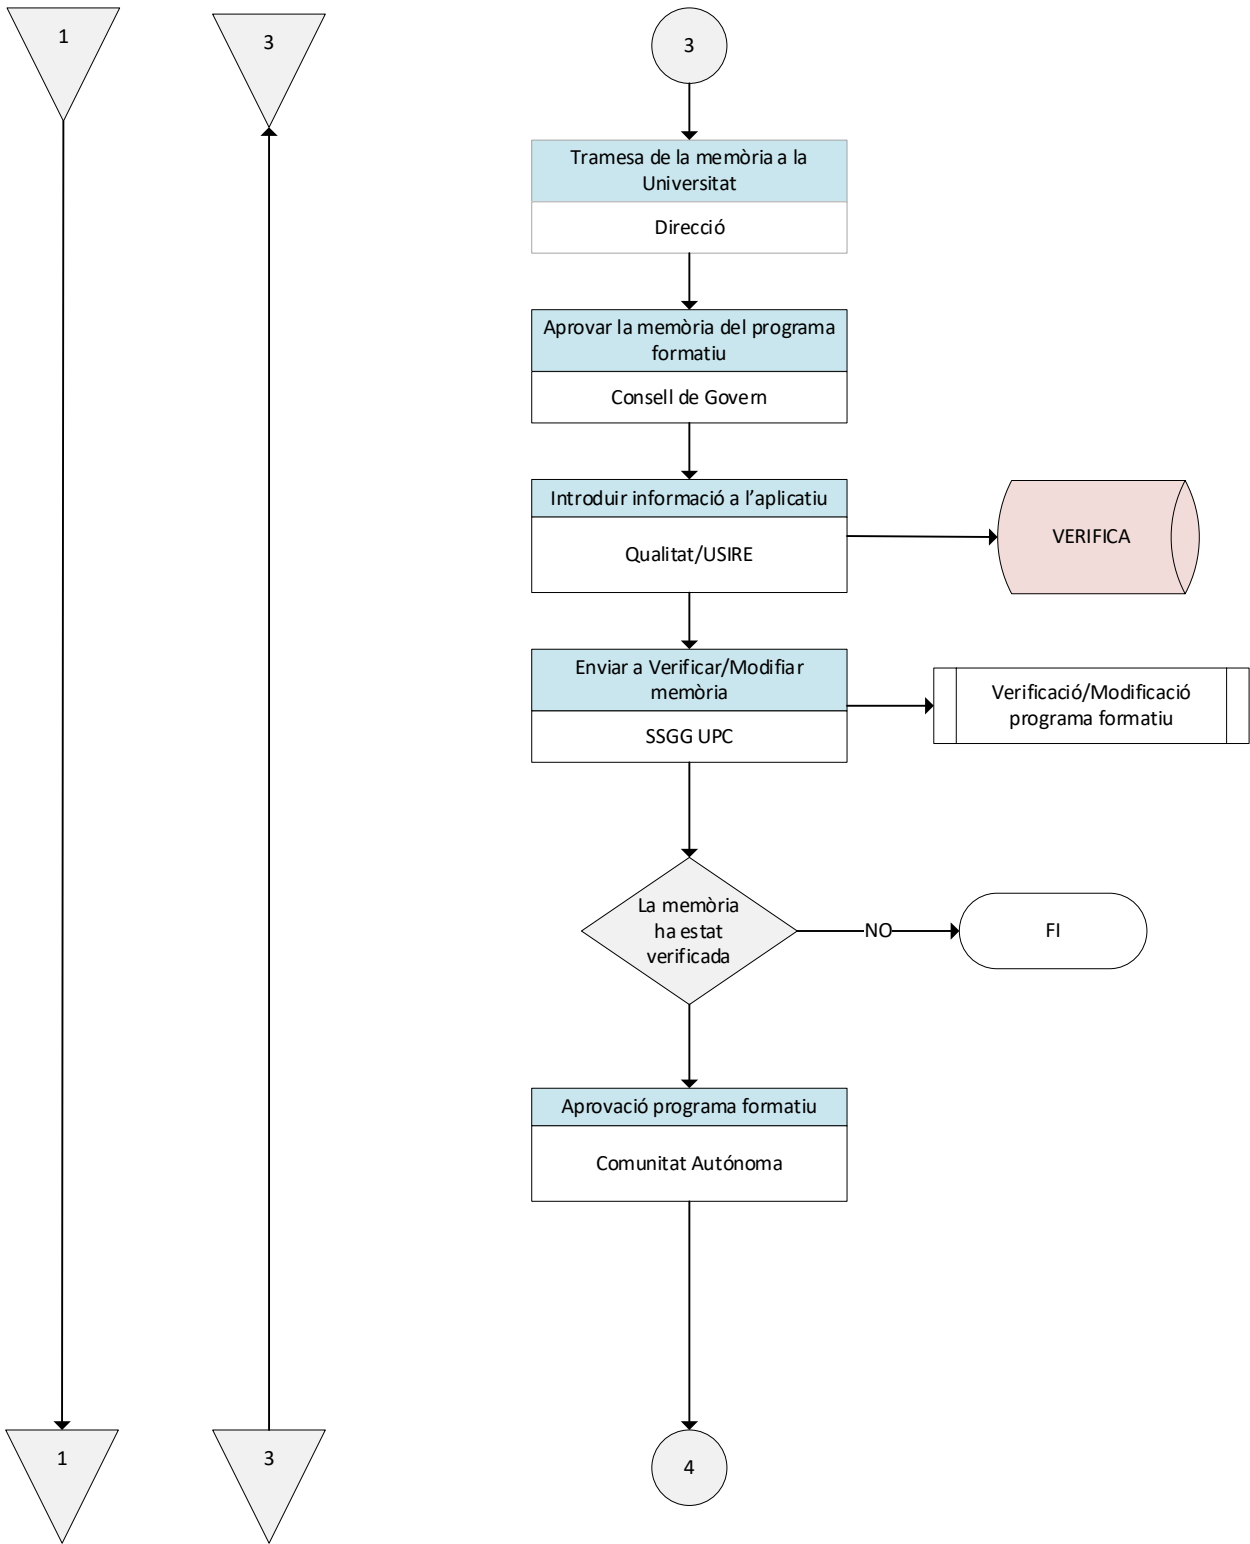 1
3
3
Tramesa de la memòria a la
Universitat
Direcció
Aprovar la memòria del programa
formatiu
Consell de Govern
Introduir informació a l’aplicatiu
Qualitat/USIRE
VERIFICA
Enviar a Verificar/Modifiar
memòria
SSGG UPC
Verificació/Modificació
programa formatiu
La memòria
ha estat
verificada
NO
FI
Aprovació programa formatiu
Comunitat Autónoma
1
3
4